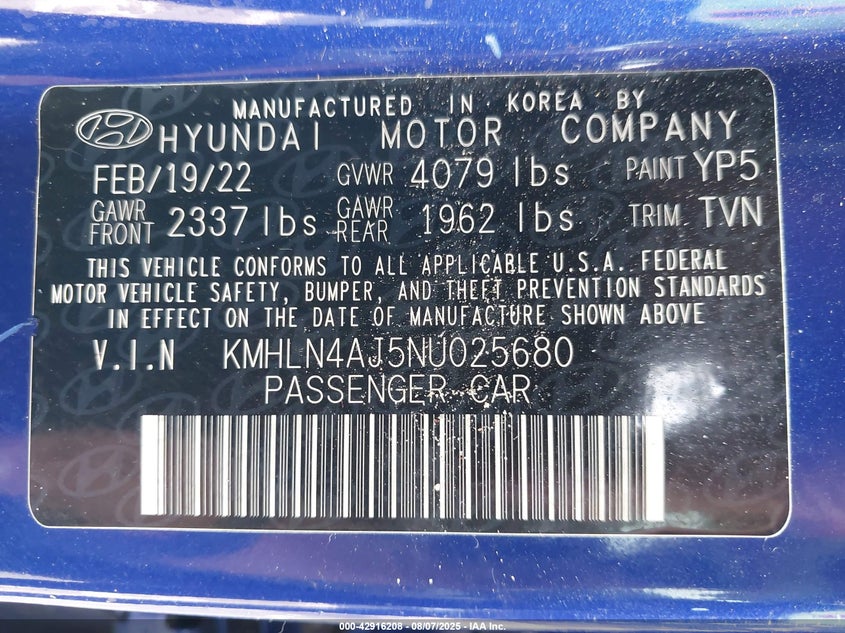 MANUFACTURED IN KOREA BY
HYUNDAI MOTOR COMPANY
FEB/19/22 GVWR 4079 lbs PAINT YP5
GAWR FRONT 2337 lbs GAWR REAR 1962 lbs TRIM TVN
THIS VEHICLE CONFORMS TO ALL APPLICABLE U.S.A. FEDERAL
MOTOR VEHICLE SAFETY, BUMPER, AND THEFT PREVENTION STANDARDS
IN EFFECT ON THE DATE OF MANUFACTURE SHOWN ABOVE
V.I.N KMHLN4AJ5NU025680
PASSENGER CAR
000-42916208 - 08/07/2025 - IAA Inc.